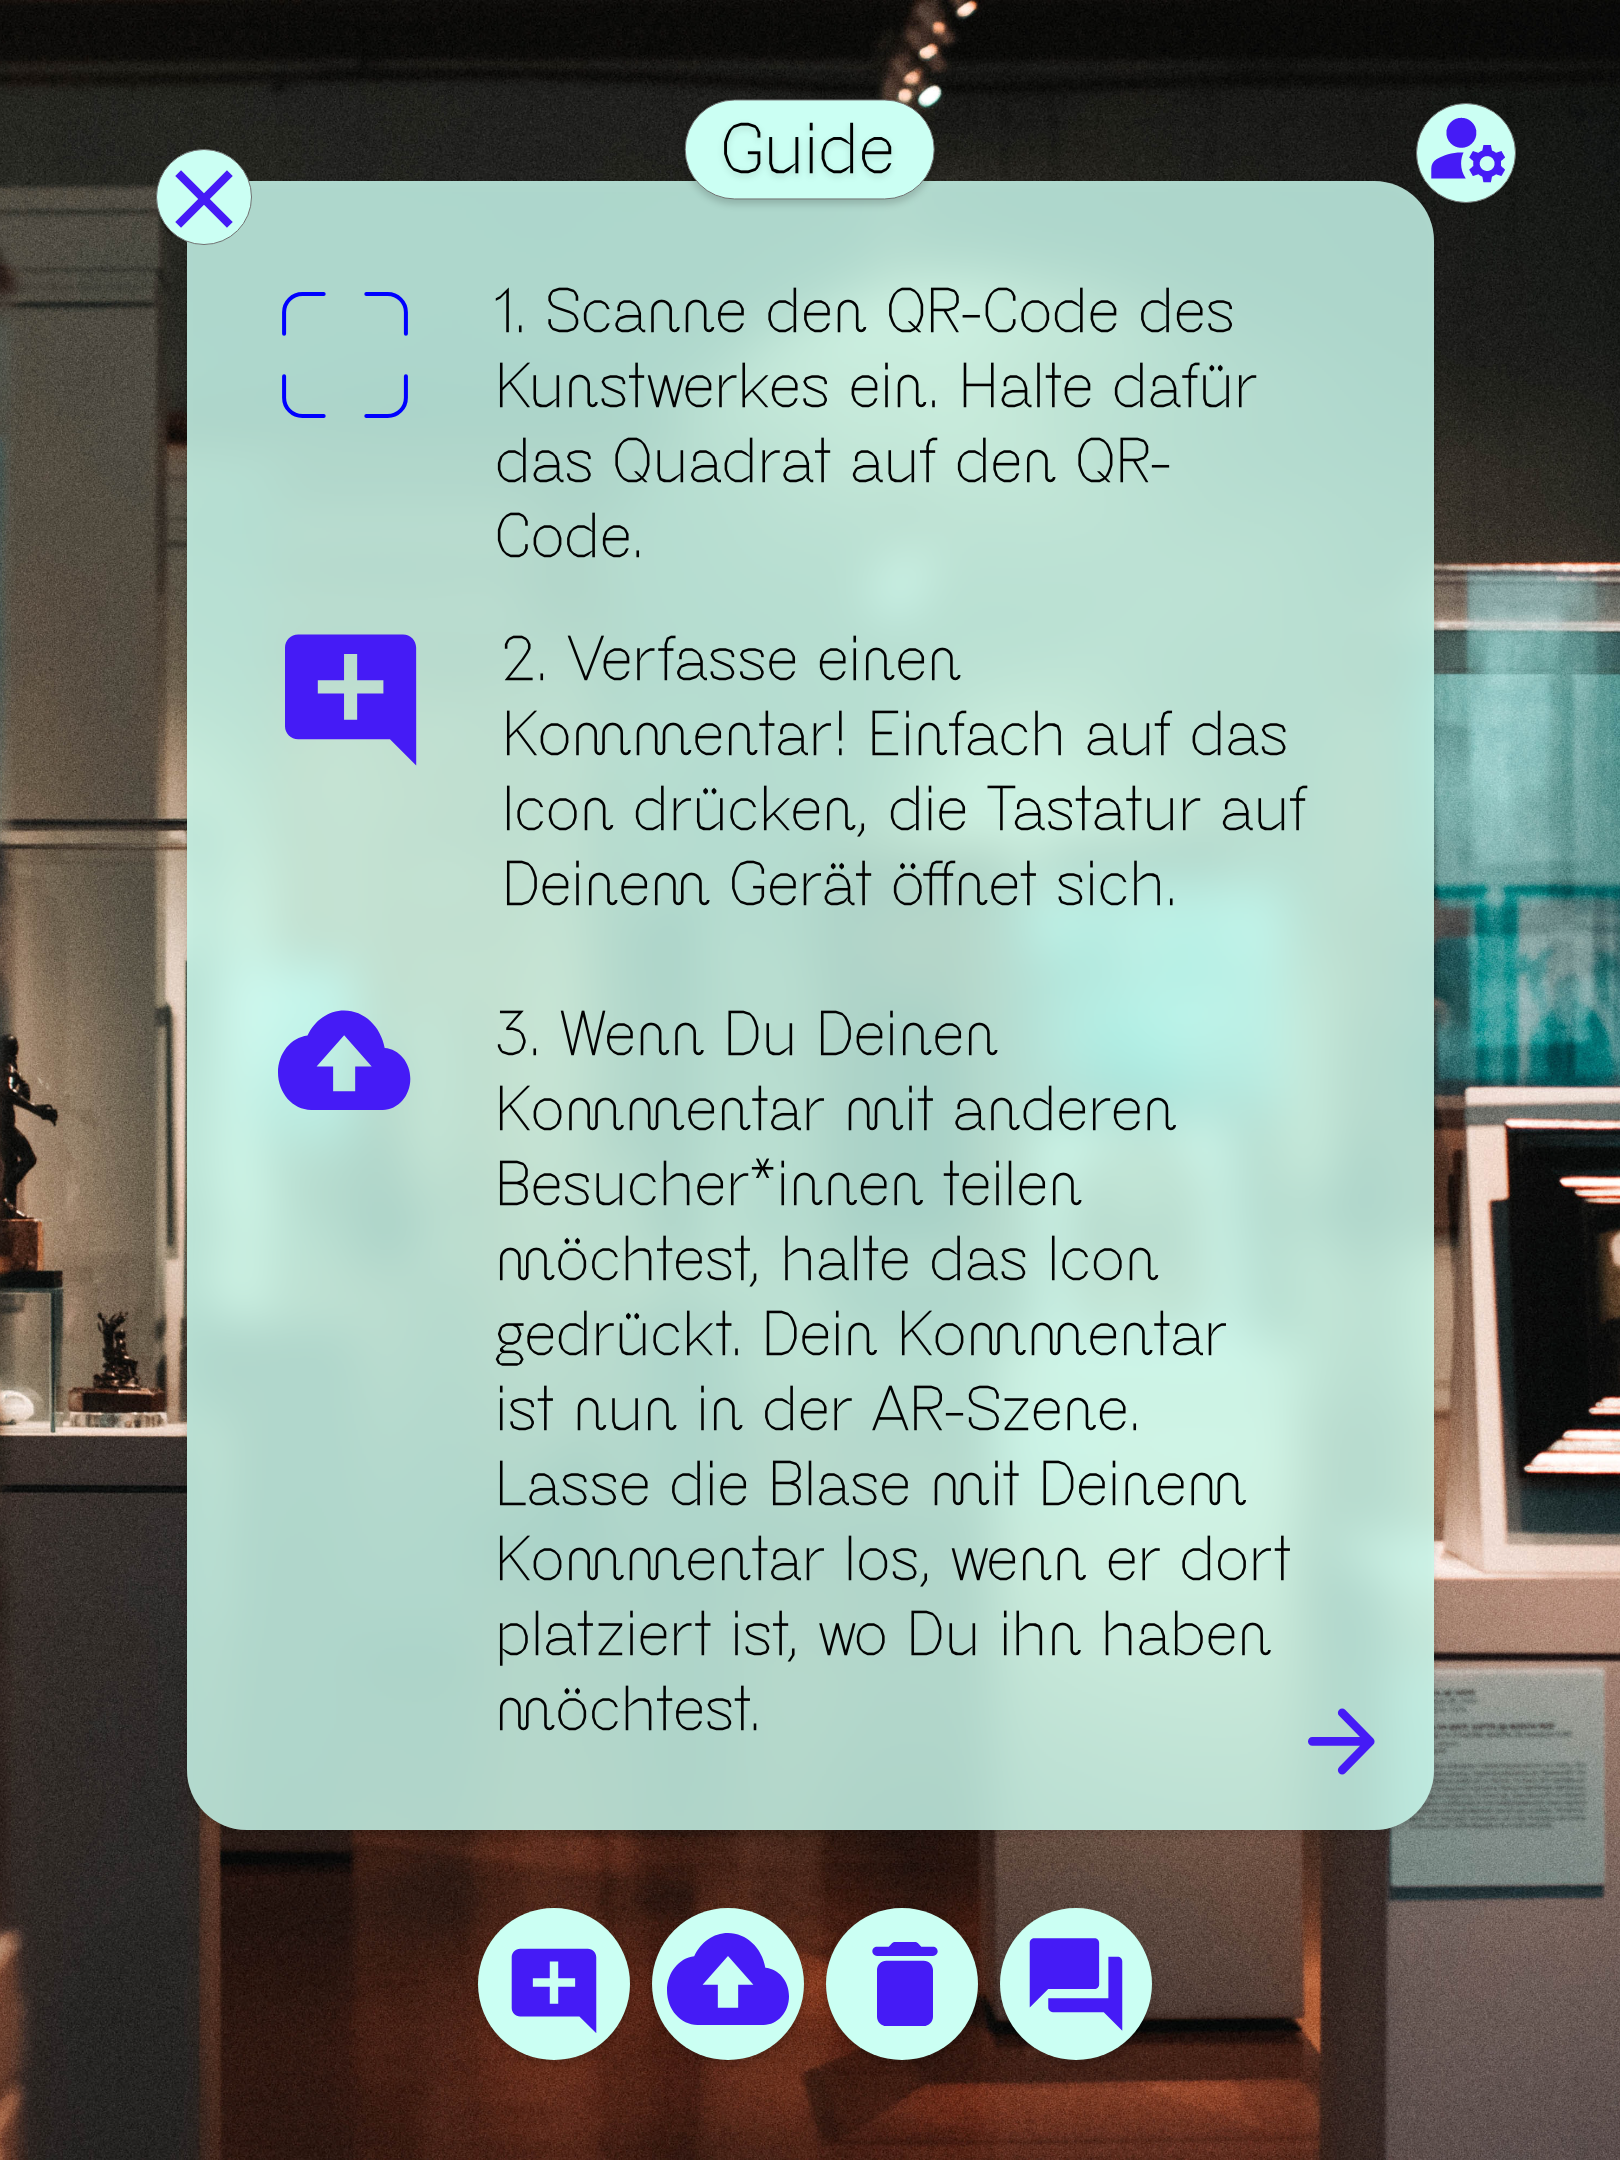 Guide
1. Scanne den QR-Code des
Kunstwerkes ein. Halte dafür
das Quadrat auf den QR-
Code.
2. Verfasse einen
Kommentar! Einfach auf das
Icon drücken, die Tastatur auf
Deinem Gerät öffnet sich.
3. Wenn Du Deinen
Kommentar mit anderen
Besucher*innen teilen
möchtest, halte das Icon
gedrückt. Dein Kommentar
ist nun in der AR-Szene.
Lasse die Blase mit Deinem
Kommentar los, wenn er dort
platziert ist, wo Du ihn haben
möchtest.